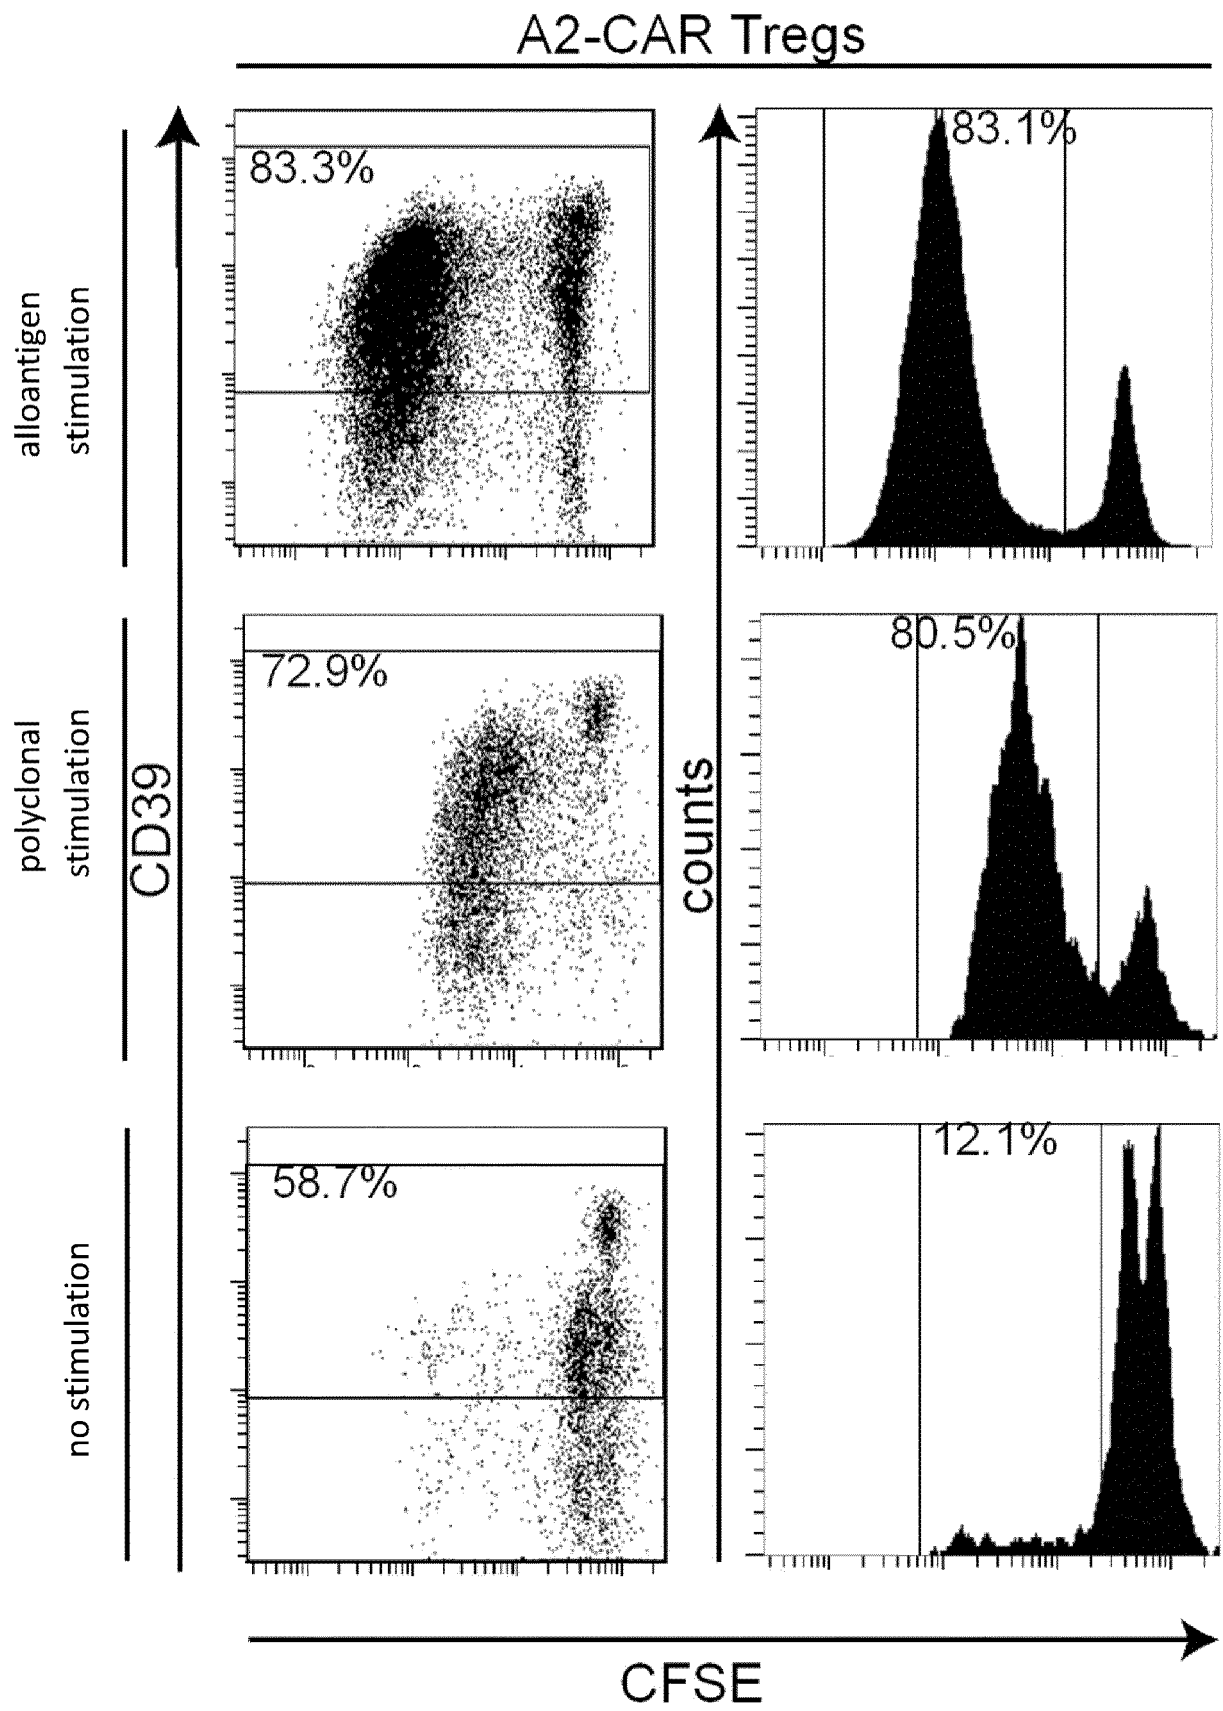 A2-CAR Tregs
alloantigen
stimulation
83.3%
83.1%
polyclonal
stimulation
CD39
72.9%
counts
80.5%
no stimulation
58.7%
12.1%
CFSE